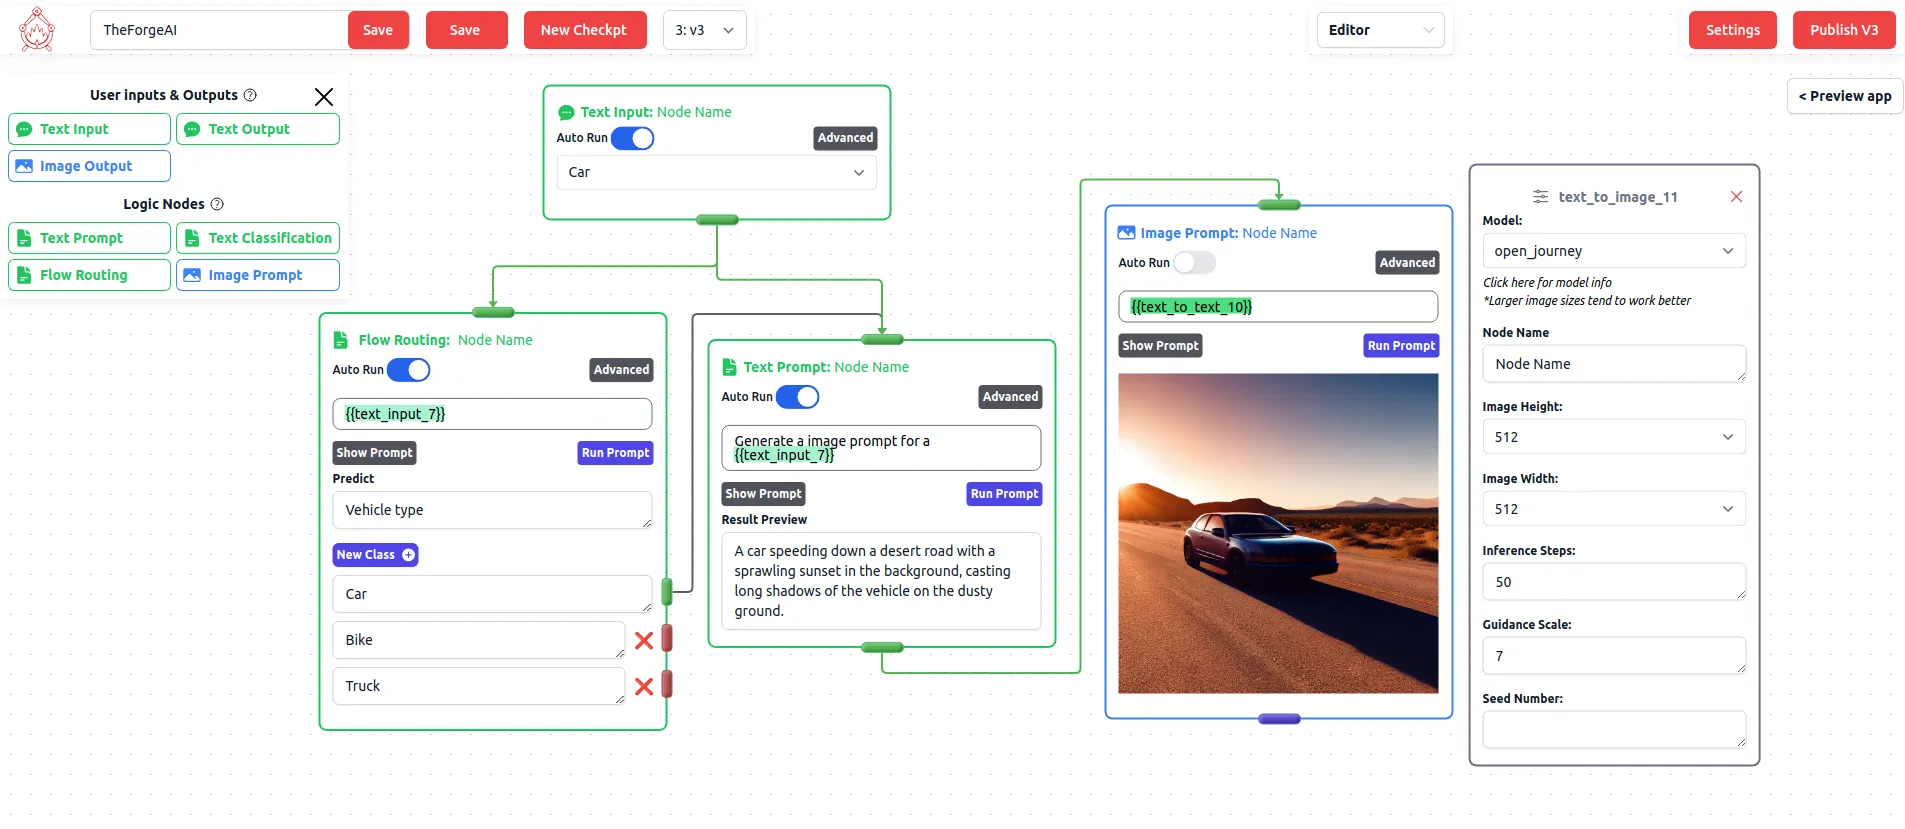 TheForgeAI
Save
Save
New Checkpt
3: v3
Editor
Settings
Publish V3
< Preview app
User inputs & Outputs ?
Text Input
Text Output
Image Output
Logic Nodes ?
Text Prompt
Text Classification
Flow Routing
Image Prompt
Text Input: Node Name
Auto Run
Advanced
Car
Flow Routing: Node Name
Auto Run
Advanced
{{text_input_7}}
Show Prompt
Run Prompt
Predict
Vehicle type
New Class +
Car
Bike
Truck
Text Prompt: Node Name
Auto Run
Advanced
Generate a image prompt for a
{{text_input_7}}
Show Prompt
Run Prompt
Result Preview
A car speeding down a desert road with a
sprawling sunset in the background, casting
long shadows of the vehicle on the dusty
ground.
Image Prompt: Node Name
Auto Run
Advanced
{{text_to_text_10}}
Show Prompt
Run Prompt
text_to_image_11
Model:
open_journey
Click here for model info
*Larger image sizes tend to work better
Node Name
Node Name
Image Height:
512
Image Width:
512
Inference Steps:
50
Guidance Scale:
7
Seed Number: